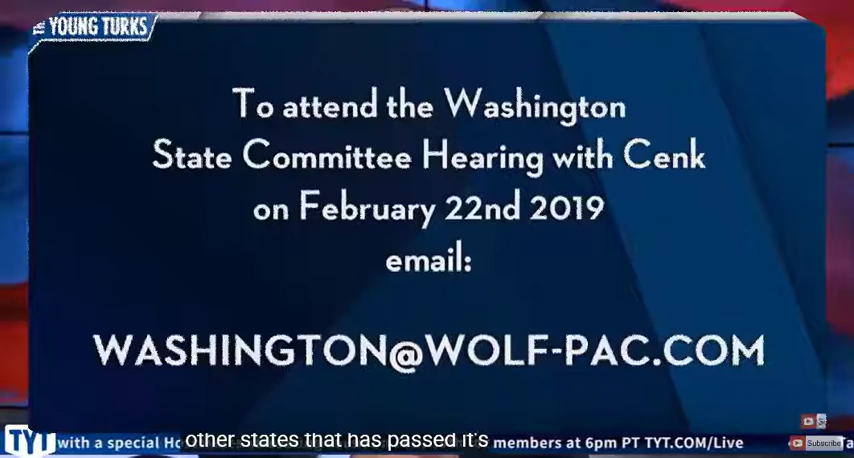 THE YOUNG TURKS
To attend the Washington
State Committee Hearing with Cenk
on February 22nd 2019
email:
WASHINGTON@WOLF-PAC.COM
TYT with a special Ho other states that has passed it's members at 6pm PT TYT.COM/Live Subscribe